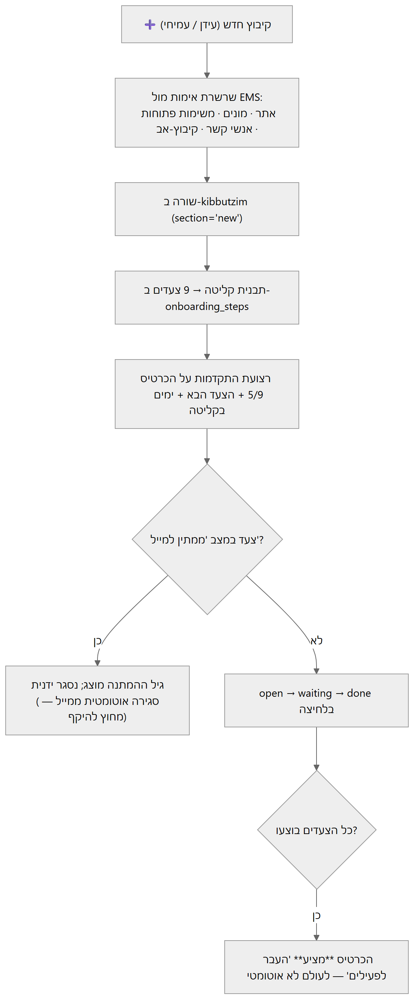 ➕ קיבוץ חדש (עידן / עמיחי)
שרשרת אימות מול EMS:
אתר · מונים · משימות פתוחות
· אנשי קשר · קיבוץ-אב
שורה ב-kibbutzim
(section='new')
תבנית קליטה → 9 צעדים ב-
onboarding_steps
רצועת התקדמות על הכרטיס
5/9 + הצעד הבא + ימים
בקליטה
צעד במצב 'ממתין למייל'?
כן
לא
גיל ההמתנה מוצג; נסגר ידנית
(סגירה אוטומטית ממייל —
מחוץ להיקף)
open → waiting → done
בלחיצה
כל הצעדים בוצעו?
כן
הכרטיס **מציע** 'העבר
לפעילים' — לעולם לא אוטומטי